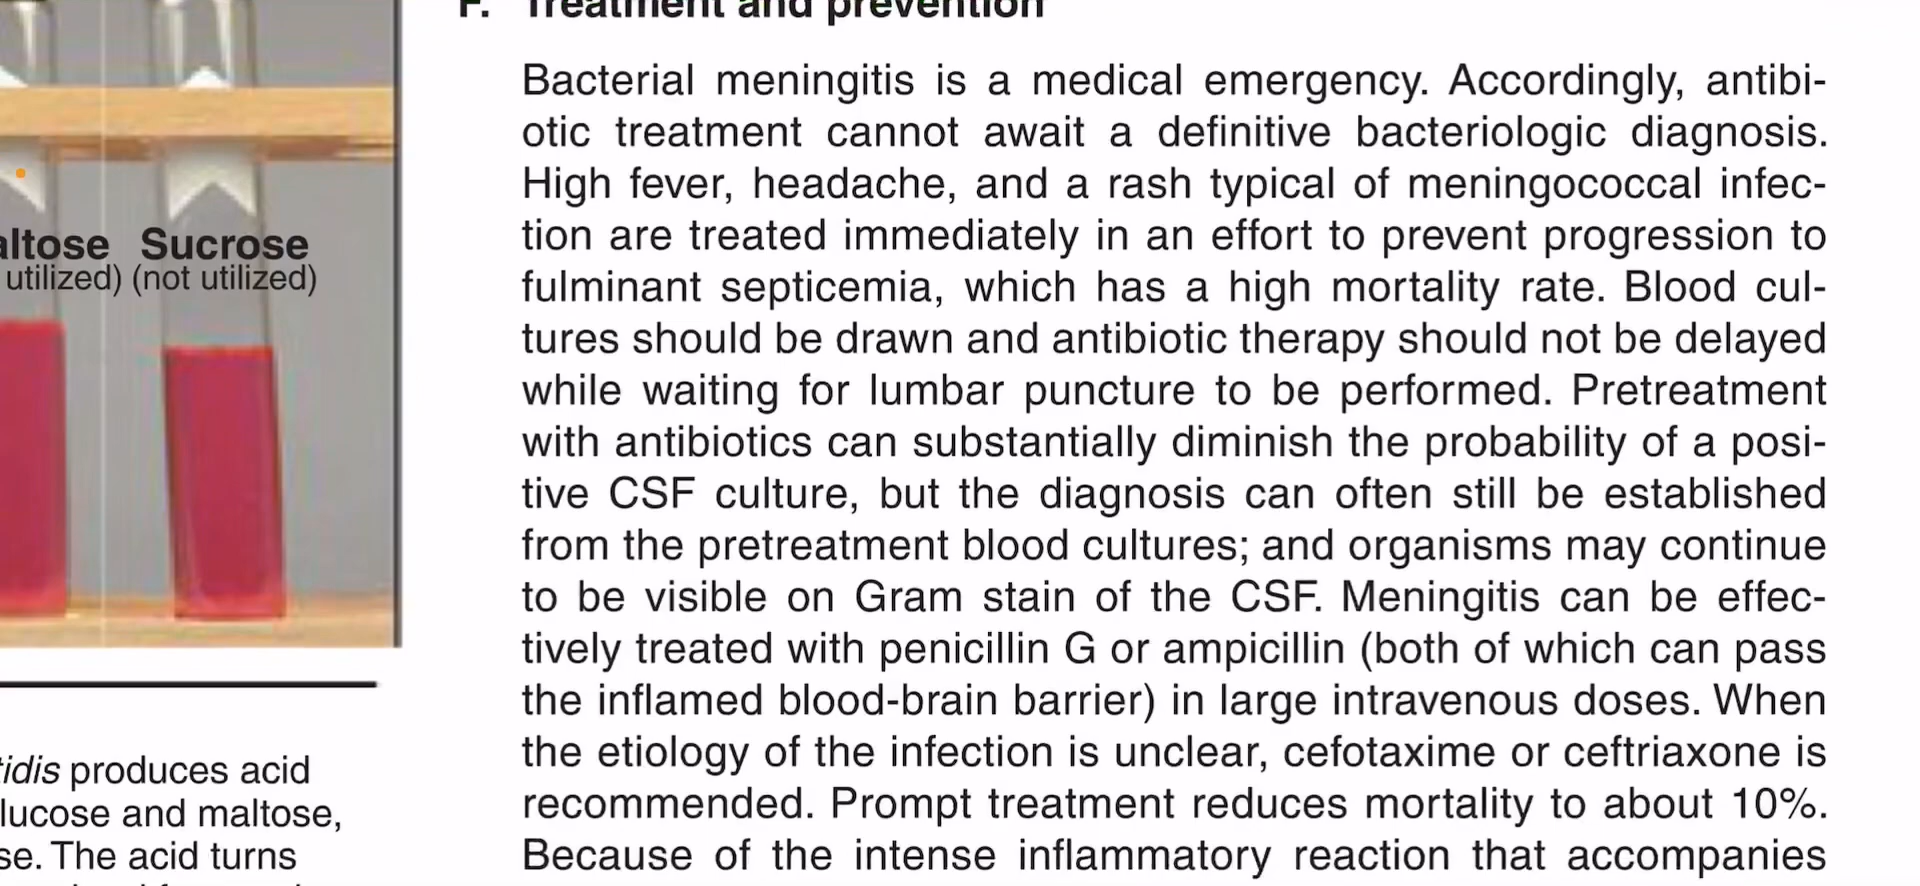 F. Treatment and prevention
Bacterial meningitis is a medical emergency. Accordingly, antibi-
otic treatment cannot await a definitive bacteriologic diagnosis.
High fever, headache, and a rash typical of meningococcal infec-
tion are treated immediately in an effort to prevent progression to
fulminant septicemia, which has a high mortality rate. Blood cul-
tures should be drawn and antibiotic therapy should not be delayed
while waiting for lumbar puncture to be performed. Pretreatment
with antibiotics can substantially diminish the probability of a posi-
tive CSF culture, but the diagnosis can often still be established
from the pretreatment blood cultures; and organisms may continue
to be visible on Gram stain of the CSF. Meningitis can be effec-
tively treated with penicillin G or ampicillin (both of which can pass
the inflamed blood-brain barrier) in large intravenous doses. When
the etiology of the infection is unclear, cefotaxime or ceftriaxone is
recommended. Prompt treatment reduces mortality to about 10%.
Because of the intense inflammatory reaction that accompanies
altose Sucrose
utilized) (not utilized)
tidis produces acid
lucose and maltose,
se. The acid turns